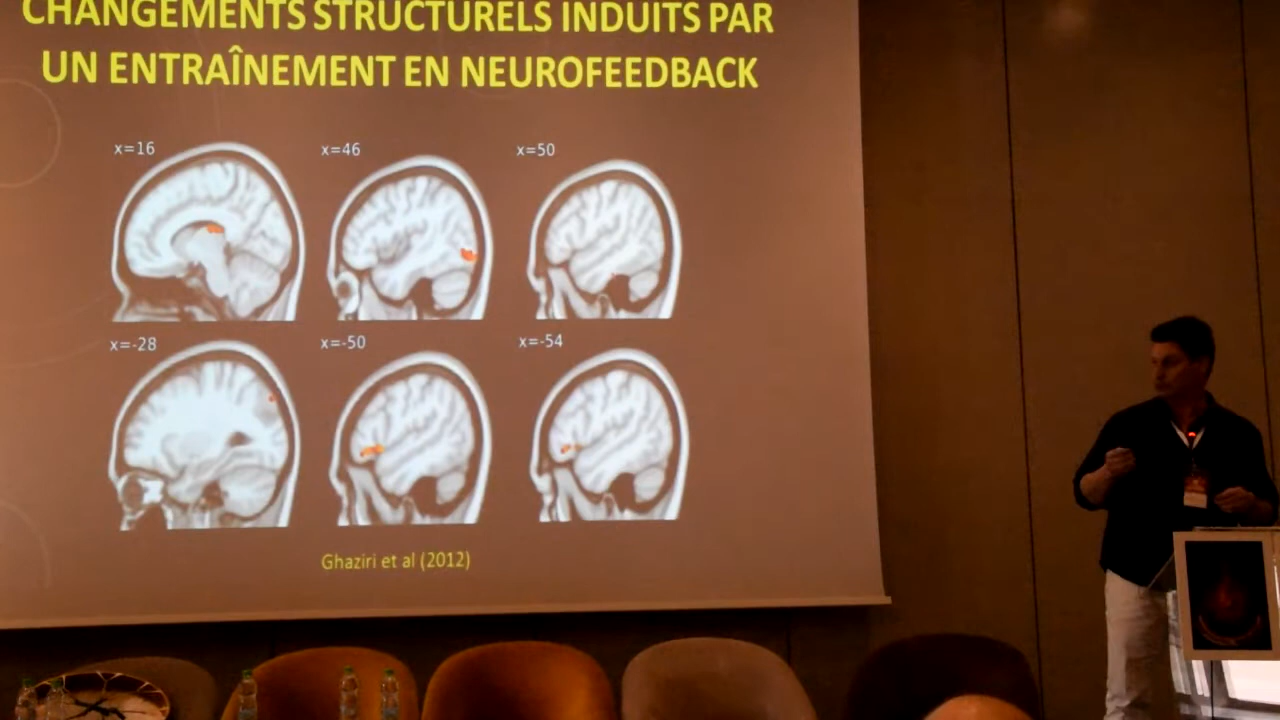 CHANGEMENTS STRUCTURELS INDUITS PAR
UN ENTRAÎNEMENT EN NEUROFEEDBACK
x=16
x=46
x=50
x=-28
x=-50
x=-54
Ghaziri et al (2012)